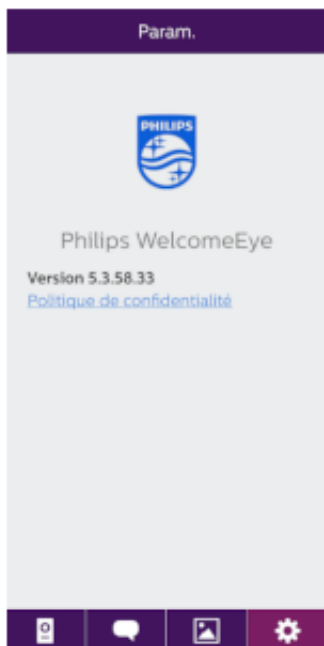 Param.
PHILIPS
Philips WelcomeEye
Version 5.3.58.33
Politique de confidentialité